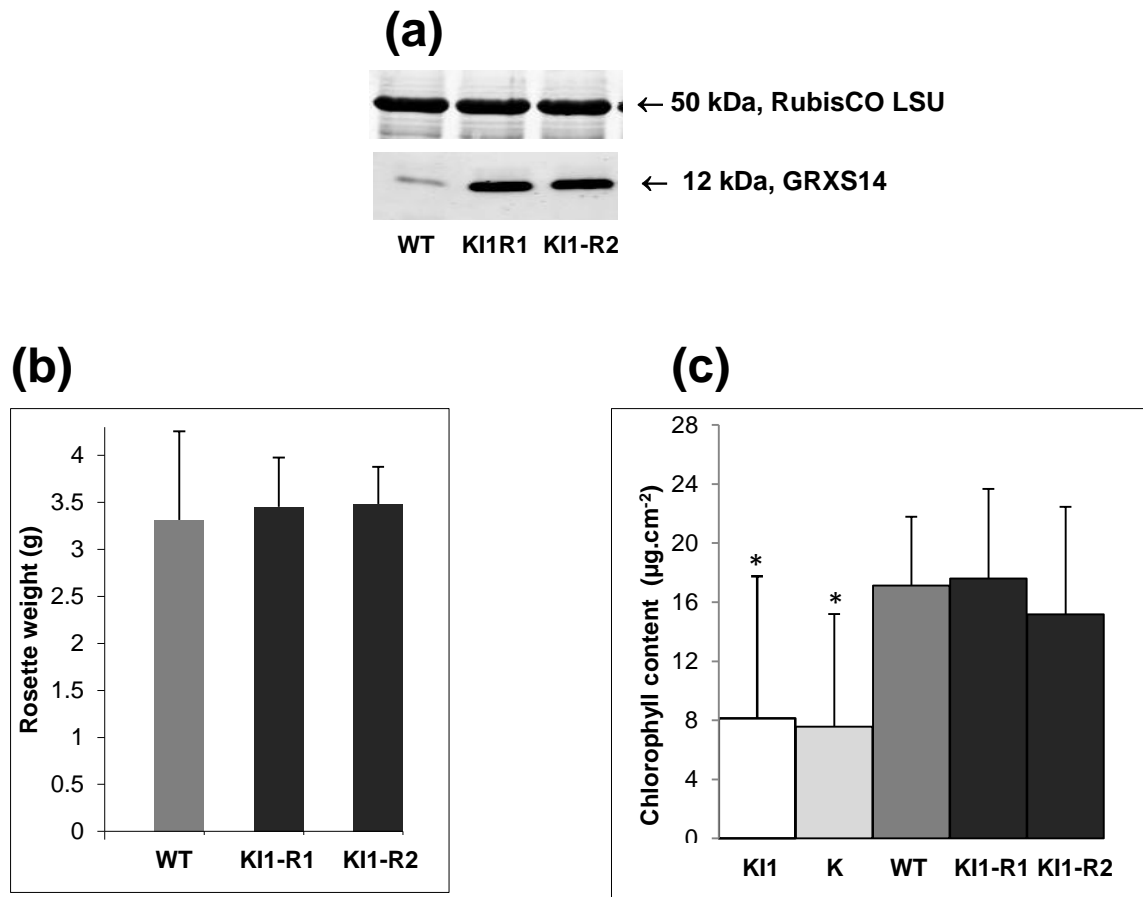 (a)
← 50 kDa, RubisCO LSU
← 12 kDa, GRXS14
WT KI1R1 KI1-R2
(b)
Rosette weight (g)
4
3.5
3
2.5
2
1.5
1
0.5
0
WT KI1-R1 KI1-R2
(c)
Chlorophyll content (µg.cm-2)
28
24
20
16
12
8
4
0
* *
KI1 K WT KI1-R1 KI1-R2